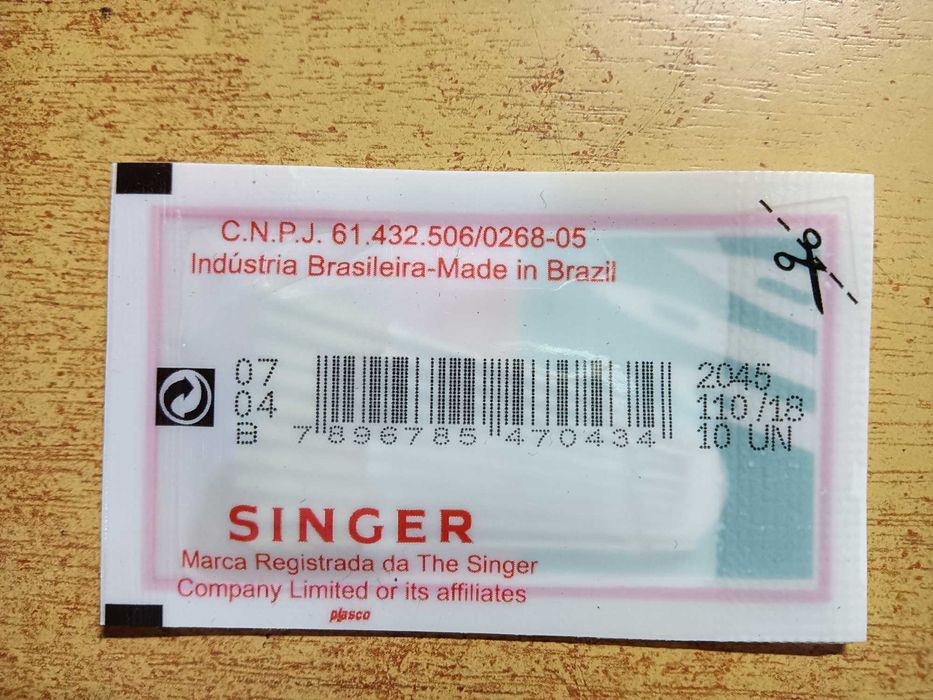 C.N.P.J. 61.432.506/0268-05
Indústria Brasileira-Made in Brazil
07
04
B
7 896785 470434
2045
110/18
10 UN
SINGER
Marca Registrada da The Singer
Company Limited or its affiliates
plasco